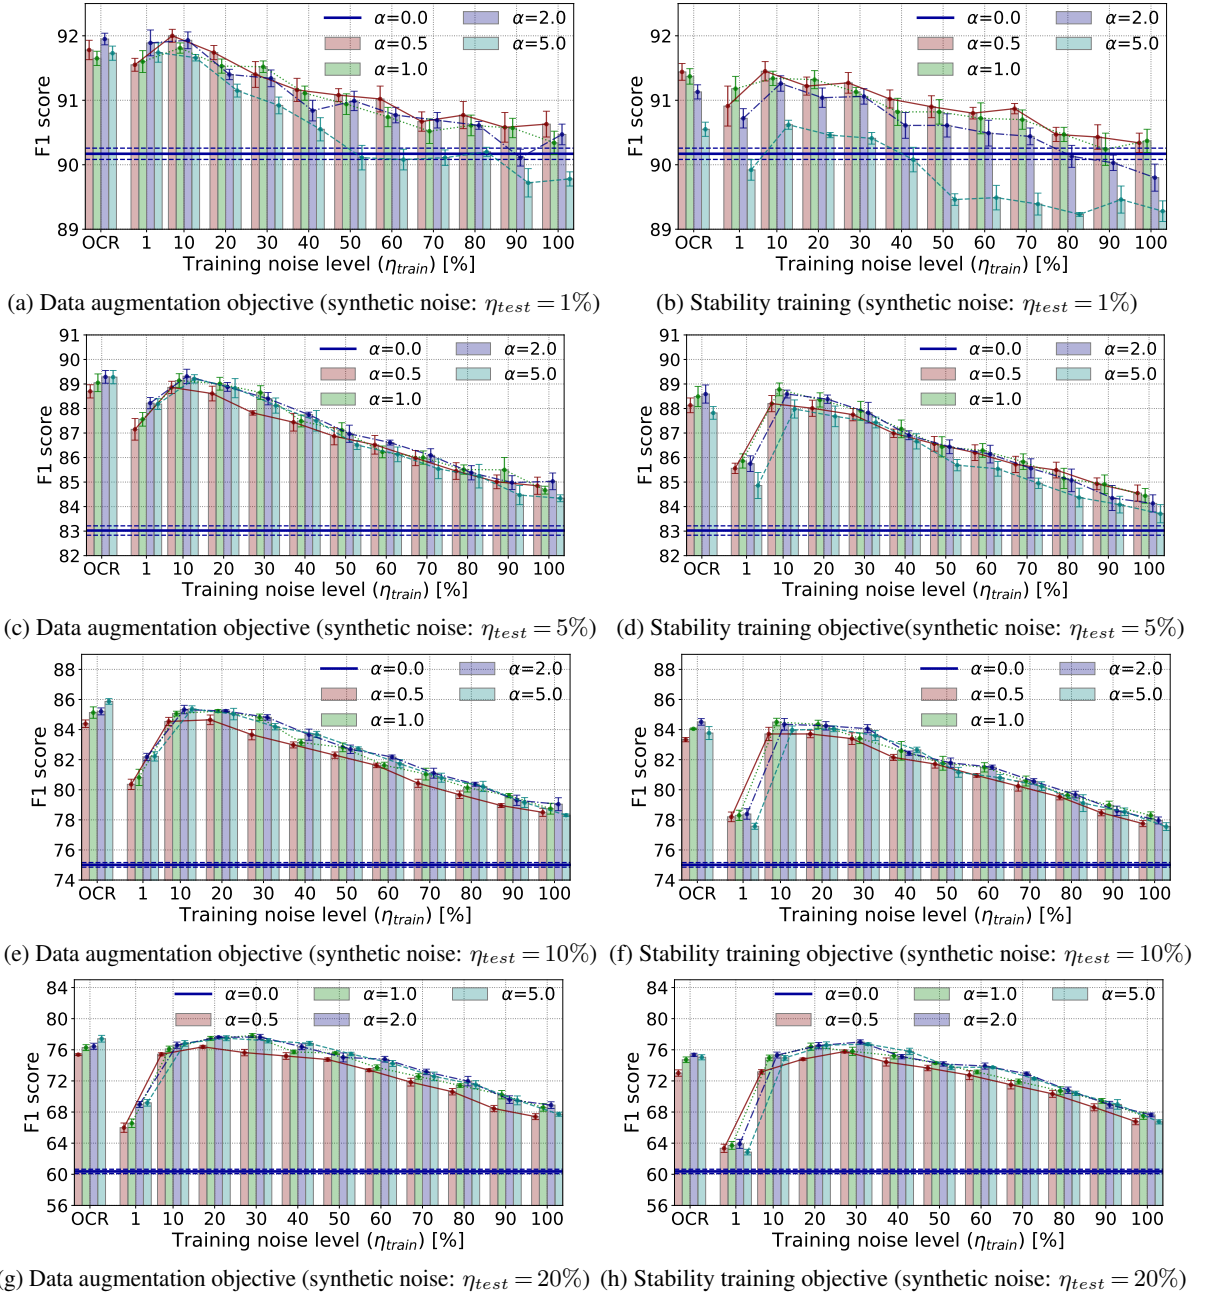 92
91
90
89
F1 score
α=0.0
α=0.5
α=1.0
α=2.0
α=5.0
OCR 1 10 20 30 40 50 60 70 80 90 100
Training noise level (η_train) [%]
92
91
90
89
F1 score
α=0.0
α=0.5
α=1.0
α=2.0
α=5.0
OCR 1 10 20 30 40 50 60 70 80 90 100
Training noise level (η_train) [%]
(a) Data augmentation objective (synthetic noise: η_test = 1%)
(b) Stability training (synthetic noise: η_test = 1%)
91
90
89
88
87
86
85
84
83
82
F1 score
α=0.0
α=0.5
α=1.0
α=2.0
α=5.0
OCR 1 10 20 30 40 50 60 70 80 90 100
Training noise level (η_train) [%]
91
90
89
88
87
86
85
84
83
82
F1 score
α=0.0
α=0.5
α=1.0
α=2.0
α=5.0
OCR 1 10 20 30 40 50 60 70 80 90 100
Training noise level (η_train) [%]
(c) Data augmentation objective (synthetic noise: η_test = 5%)
(d) Stability training objective(synthetic noise: η_test = 5%)
88
86
84
82
80
78
76
74
F1 score
α=0.0
α=0.5
α=1.0
α=2.0
α=5.0
OCR 1 10 20 30 40 50 60 70 80 90 100
Training noise level (η_train) [%]
88
86
84
82
80
78
76
74
F1 score
α=0.0
α=0.5
α=1.0
α=2.0
α=5.0
OCR 1 10 20 30 40 50 60 70 80 90 100
Training noise level (η_train) [%]
(e) Data augmentation objective (synthetic noise: η_test = 10%)
(f) Stability training objective (synthetic noise: η_test = 10%)
84
80
76
72
68
64
60
56
F1 score
α=0.0
α=0.5
α=1.0
α=2.0
α=5.0
OCR 1 10 20 30 40 50 60 70 80 90 100
Training noise level (η_train) [%]
84
80
76
72
68
64
60
56
F1 score
α=0.0
α=0.5
α=1.0
α=2.0
α=5.0
OCR 1 10 20 30 40 50 60 70 80 90 100
Training noise level (η_train) [%]
(g) Data augmentation objective (synthetic noise: η_test = 20%)
(h) Stability training objective (synthetic noise: η_test = 20%)